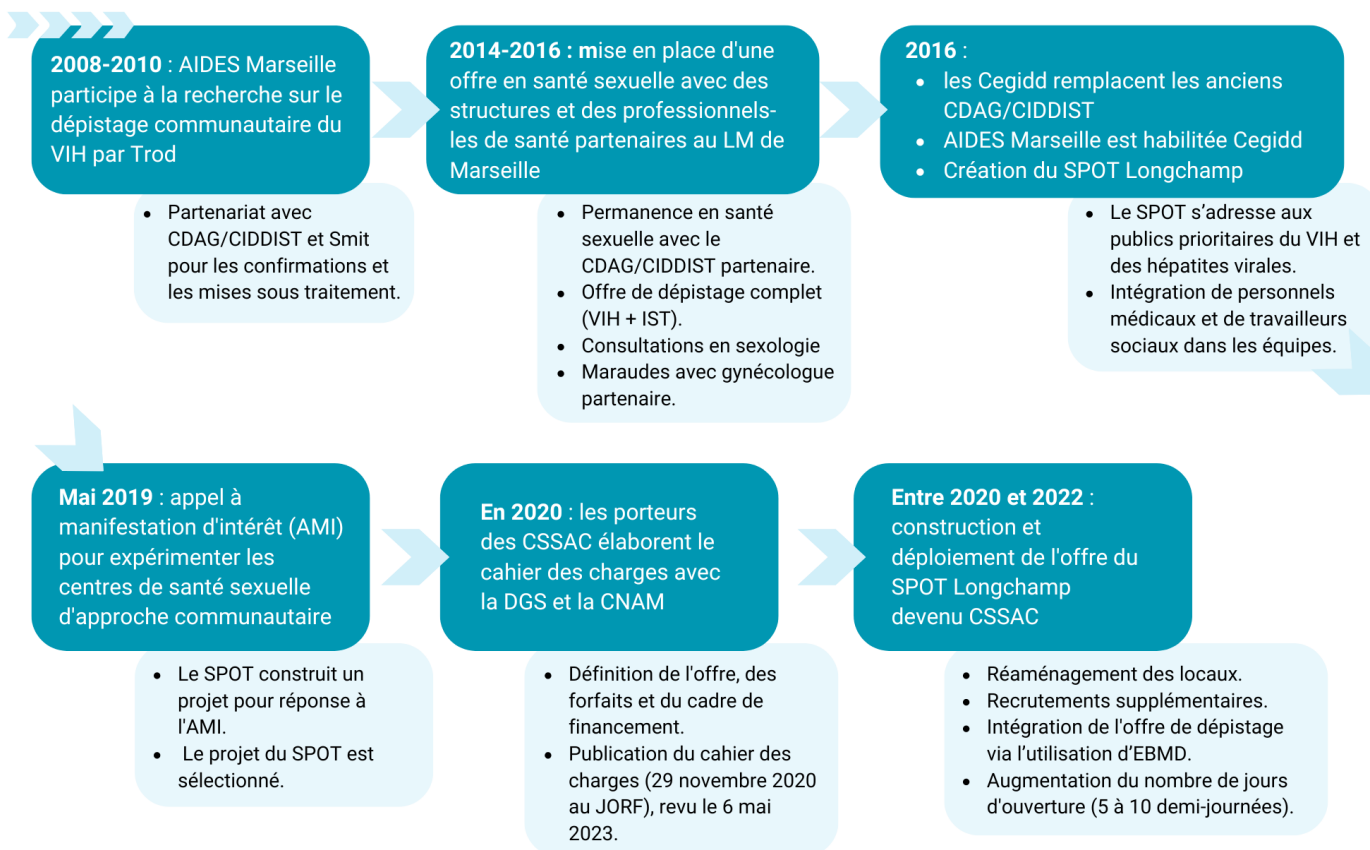 2008-2010 : AIDES Marseille
participe à la recherche sur le
dépistage communautaire du
VIH par Trod
• Partenariat avec
CDAG/CIDDIST et Smit
pour les confirmations et
les mises sous traitement.
2014-2016 : mise en place d'une
offre en santé sexuelle avec des
structures et des professionnels-
les de santé partenaires au LM de
Marseille
• Permanence en santé
sexuelle avec le
CDAG/CIDDIST partenaire.
• Offre de dépistage complet
(VIH + IST).
• Consultations en sexologie
• Maraudes avec gynécologue
partenaire.
2016 :
• les Cegidd remplacent les anciens
CDAG/CIDDIST
• AIDES Marseille est habilitée Cegidd
• Création du SPOT Longchamp
• Le SPOT s’adresse aux
publics prioritaires du VIH et
des hépatites virales.
• Intégration de personnels
médicaux et de travailleurs
sociaux dans les équipes.
Mai 2019 : appel à
manifestation d'intérêt (AMI)
pour expérimenter les
centres de santé sexuelle
d'approche communautaire
• Le SPOT construit un
projet pour réponse à
l'AMI.
• Le projet du SPOT est
sélectionné.
En 2020 : les porteurs
des CSSAC élaborent le
cahier des charges avec
la DGS et la CNAM
• Définition de l'offre, des
forfaits et du cadre de
financement.
• Publication du cahier des
charges (29 novembre 2020
au JORF), revu le 6 mai
2023.
Entre 2020 et 2022 :
construction et
déploiement de l'offre du
SPOT Longchamp
devenu CSSAC
• Réaménagement des locaux.
• Recrutements supplémentaires.
• Intégration de l'offre de dépistage
via l’utilisation d’EBMD.
• Augmentation du nombre de jours
d'ouverture (5 à 10 demi-journées).